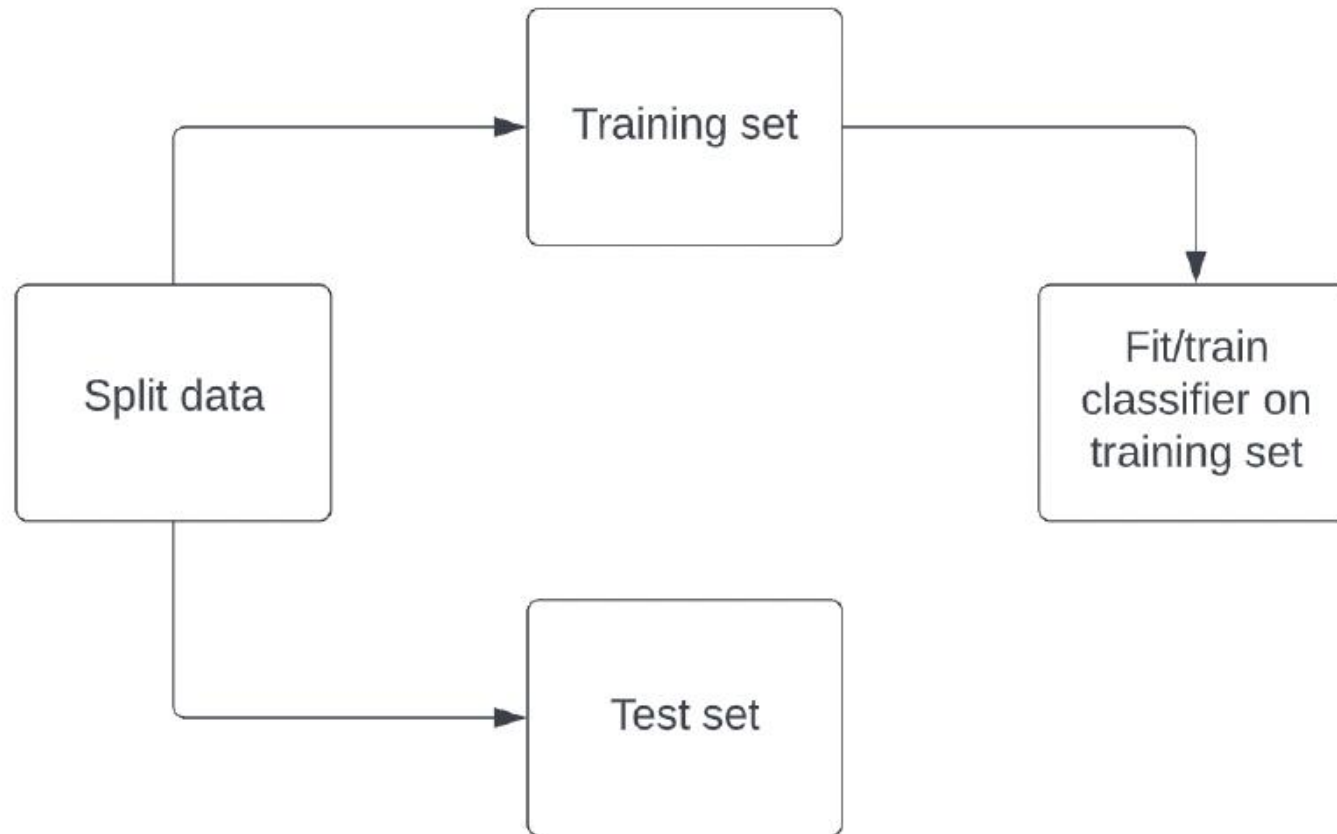 Training set
Split data
Fit/train
classifier on
training set
Test set